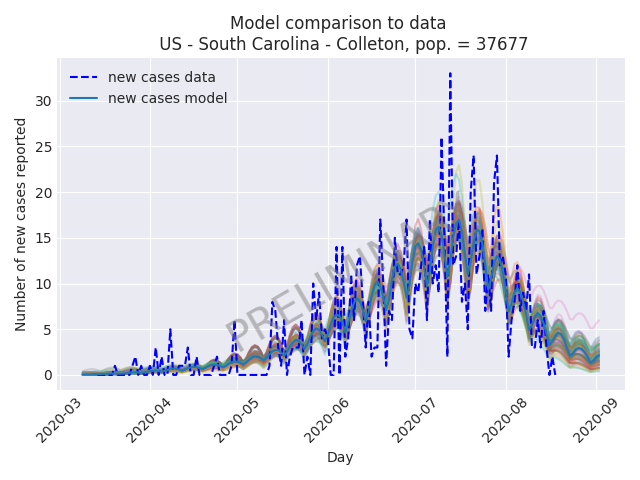 Model comparison to data
US - South Carolina - Colleton, pop. = 37677
new cases data
new cases model
PRELIMINARY
Number of new cases reported
30
25
20
15
10
5
0
2020-03
2020-04
2020-05
2020-06
2020-07
2020-08
2020-09
Day